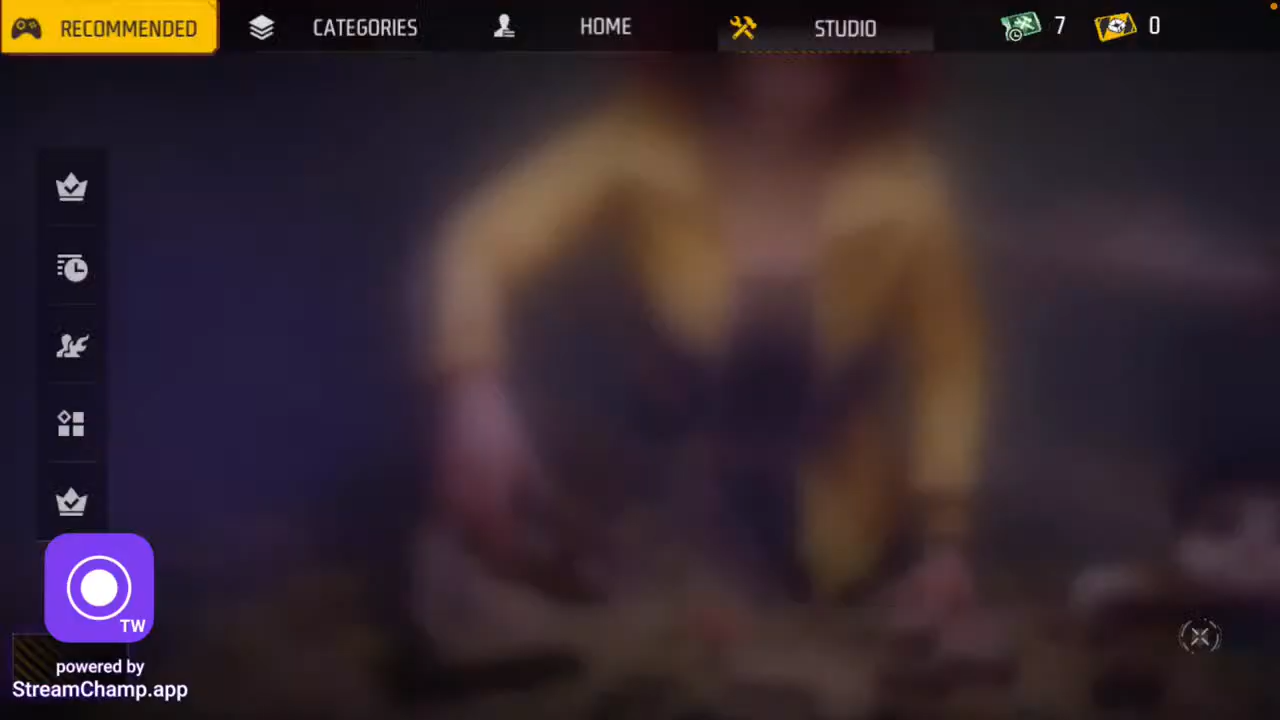 RECOMMENDED
CATEGORIES
HOME
STUDIO
7
0
TW
powered by
StreamChamp.app